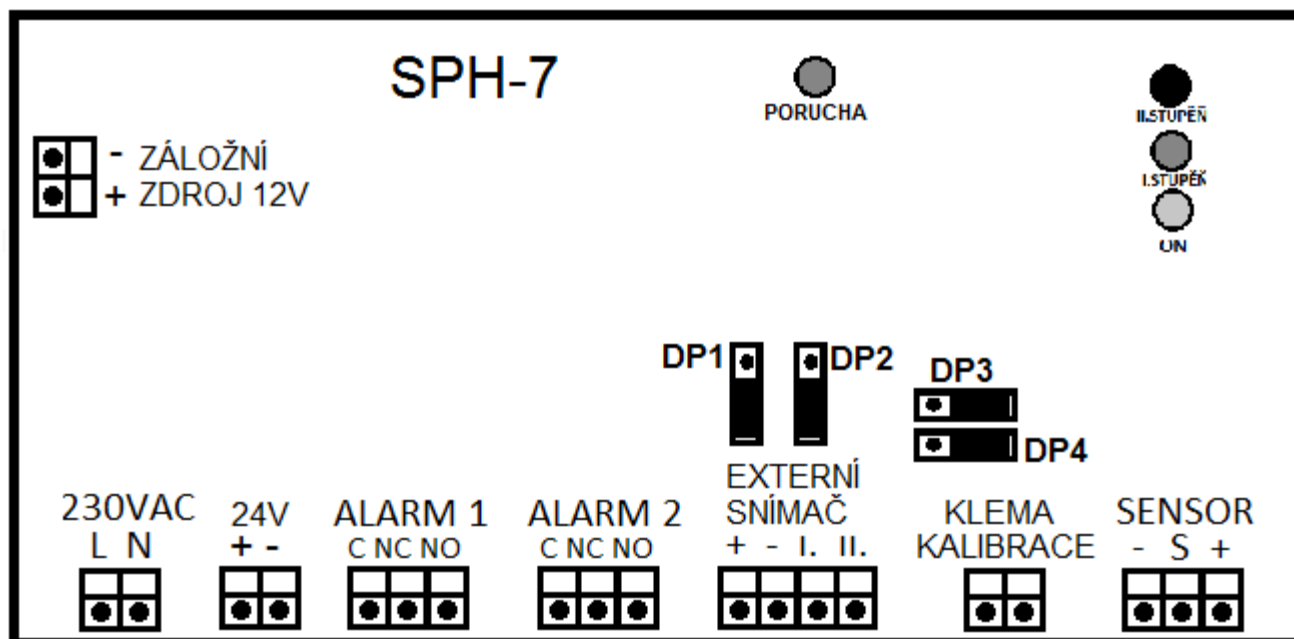 SPH-7
PORUCHA
II.STUPĚŇ
I.STUPĚŇ
ON
- ZÁLOŽNÍ
+ ZDROJ 12V
DP1
DP2
DP3
DP4
230VAC
L N
24V
+ -
ALARM 1
C NC NO
ALARM 2
C NC NO
EXTERNÍ
SNÍMAČ
+ - I. II.
KLEMA
KALIBRACE
SENSOR
- S +